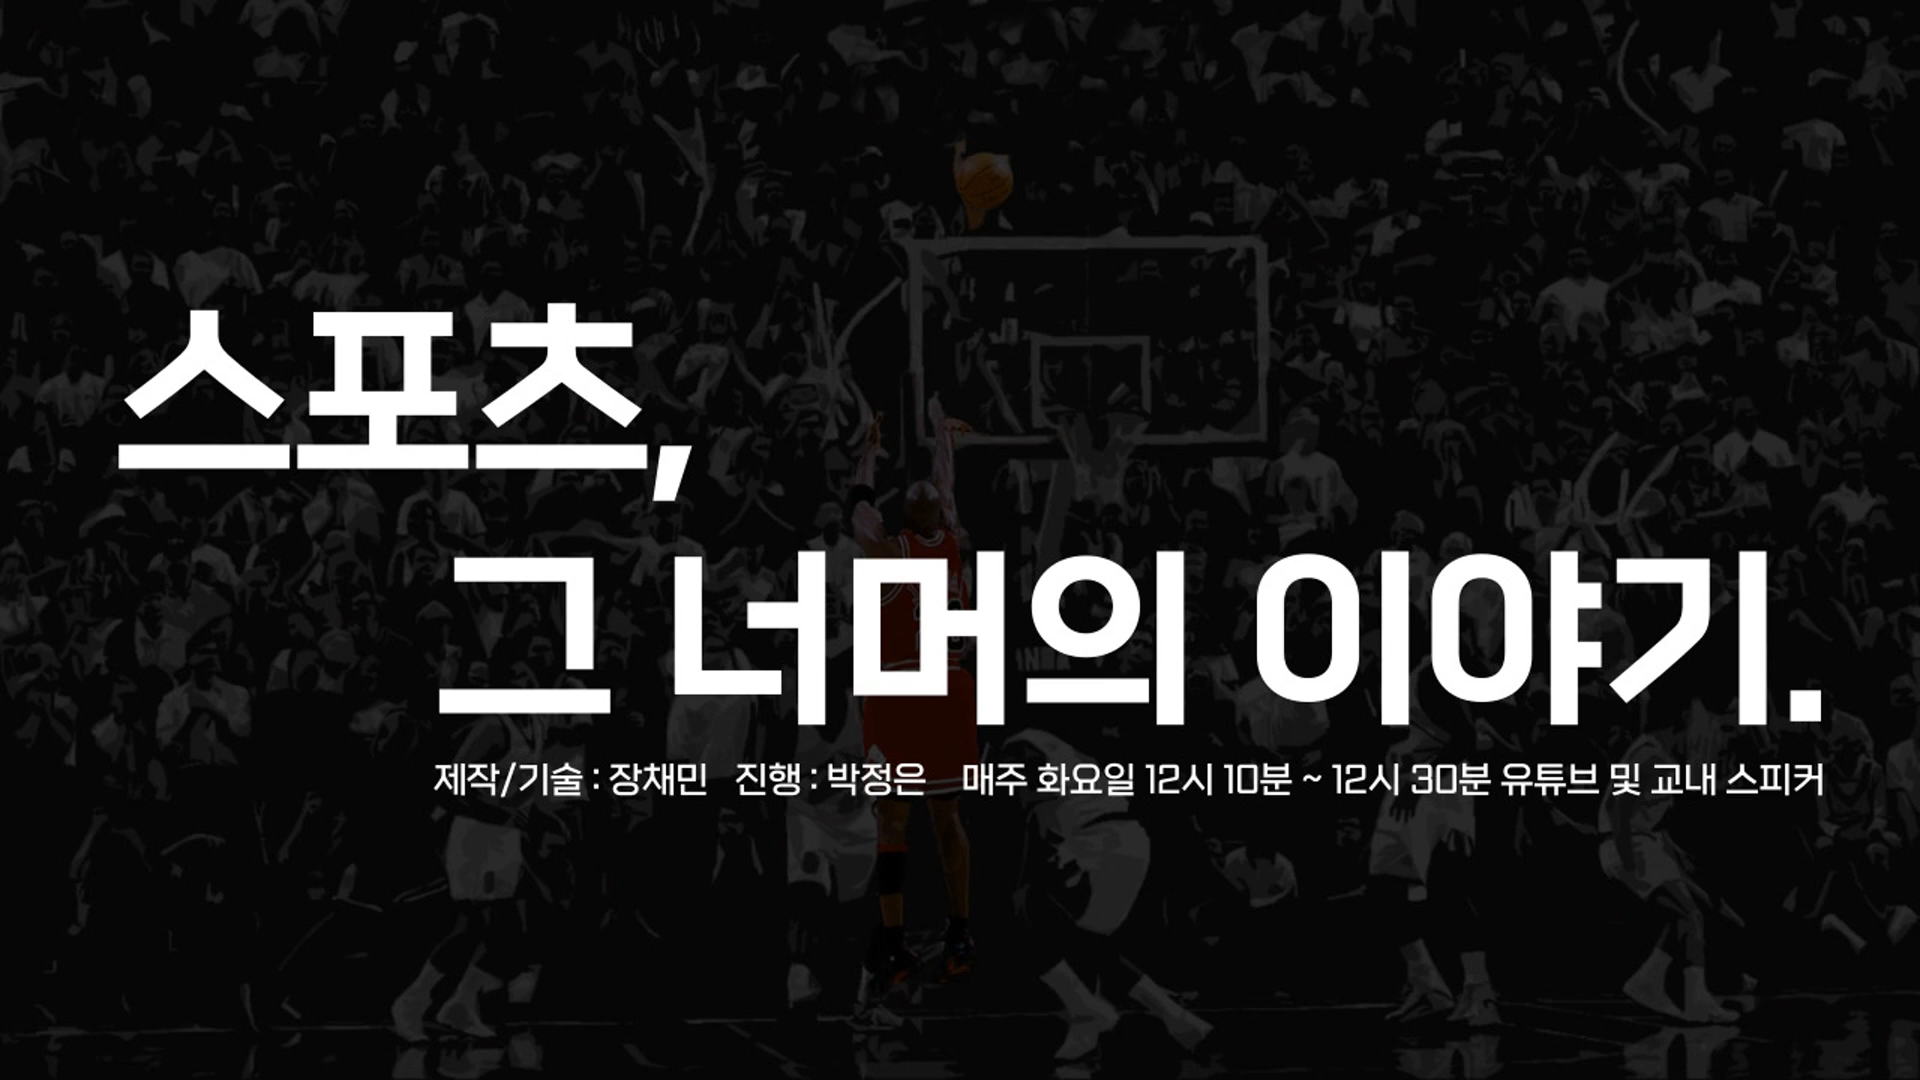 스포츠,
그 너머의 이야기.
제작/기술 : 장채민 진행 : 박정은 매주 화요일 12시 10분 ~ 12시 30분 유튜브 및 교내 스피커